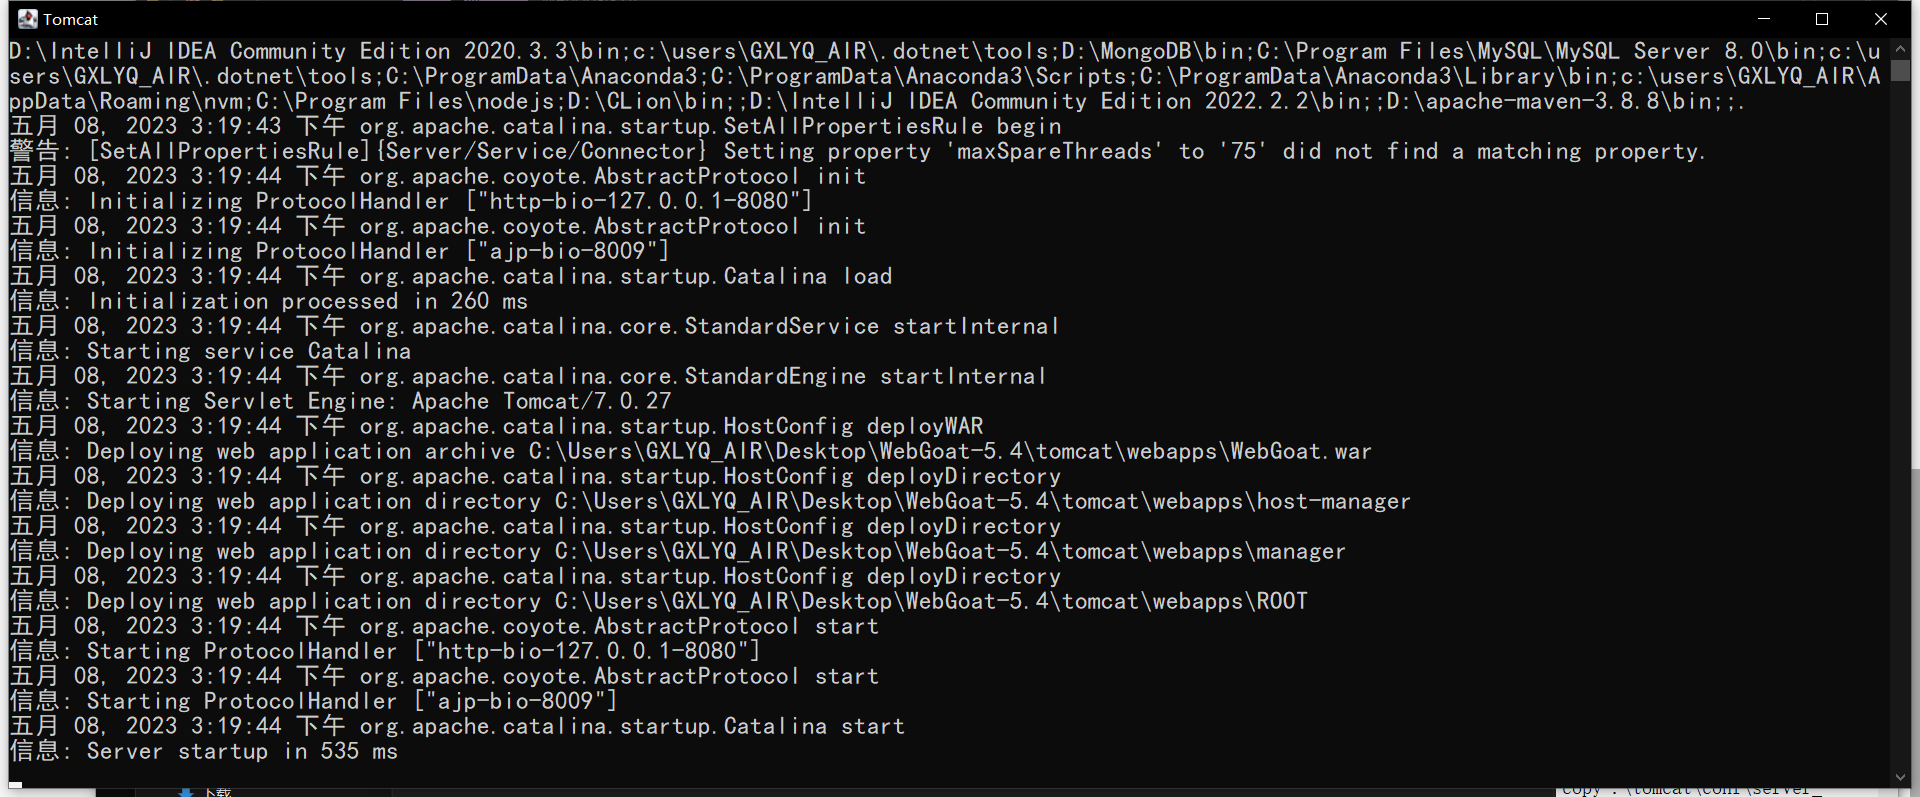 Tomcat
D:\IntelliJ IDEA Community Edition 2020.3.3\bin;c:\users\GXLYQ_AIR\.dotnet\tools;D:\MongoDB\bin;C:\Program Files\MySQL\MySQL Server 8.0\bin;c:\u
sers\GXLYQ_AIR\.dotnet\tools;C:\ProgramData\Anaconda3;C:\ProgramData\Anaconda3\Scripts;C:\ProgramData\Anaconda3\Library\bin;c:\users\GXLYQ_AIR\A
ppData\Roaming\nvm;C:\Program Files\nodejs;D:\CLion\bin;;D:\IntelliJ IDEA Community Edition 2022.2.2\bin;;D:\apache-maven-3.8.8\bin;;.
五月 08, 2023 3:19:43 下午 org.apache.catalina.startup.SetAllPropertiesRule begin
警告: [SetAllPropertiesRule]{Server/Service/Connector} Setting property 'maxSpareThreads' to '75' did not find a matching property.
五月 08, 2023 3:19:44 下午 org.apache.coyote.AbstractProtocol init
信息: Initializing ProtocolHandler ["http-bio-127.0.0.1-8080"]
五月 08, 2023 3:19:44 下午 org.apache.coyote.AbstractProtocol init
信息: Initializing ProtocolHandler ["ajp-bio-8009"]
五月 08, 2023 3:19:44 下午 org.apache.catalina.startup.Catalina load
信息: Initialization processed in 260 ms
五月 08, 2023 3:19:44 下午 org.apache.catalina.core.StandardService startInternal
信息: Starting service Catalina
五月 08, 2023 3:19:44 下午 org.apache.catalina.core.StandardEngine startInternal
信息: Starting Servlet Engine: Apache Tomcat/7.0.27
五月 08, 2023 3:19:44 下午 org.apache.catalina.startup.HostConfig deployWAR
信息: Deploying web application archive C:\Users\GXLYQ_AIR\Desktop\WebGoat-5.4\tomcat\webapps\WebGoat.war
五月 08, 2023 3:19:44 下午 org.apache.catalina.startup.HostConfig deployDirectory
信息: Deploying web application directory C:\Users\GXLYQ_AIR\Desktop\WebGoat-5.4\tomcat\webapps\host-manager
五月 08, 2023 3:19:44 下午 org.apache.catalina.startup.HostConfig deployDirectory
信息: Deploying web application directory C:\Users\GXLYQ_AIR\Desktop\WebGoat-5.4\tomcat\webapps\manager
五月 08, 2023 3:19:44 下午 org.apache.catalina.startup.HostConfig deployDirectory
信息: Deploying web application directory C:\Users\GXLYQ_AIR\Desktop\WebGoat-5.4\tomcat\webapps\ROOT
五月 08, 2023 3:19:44 下午 org.apache.coyote.AbstractProtocol start
信息: Starting ProtocolHandler ["http-bio-127.0.0.1-8080"]
五月 08, 2023 3:19:44 下午 org.apache.coyote.AbstractProtocol start
信息: Starting ProtocolHandler ["ajp-bio-8009"]
五月 08, 2023 3:19:44 下午 org.apache.catalina.startup.Catalina start
信息: Server startup in 535 ms
下载
copy .\tomcat\conf\server_